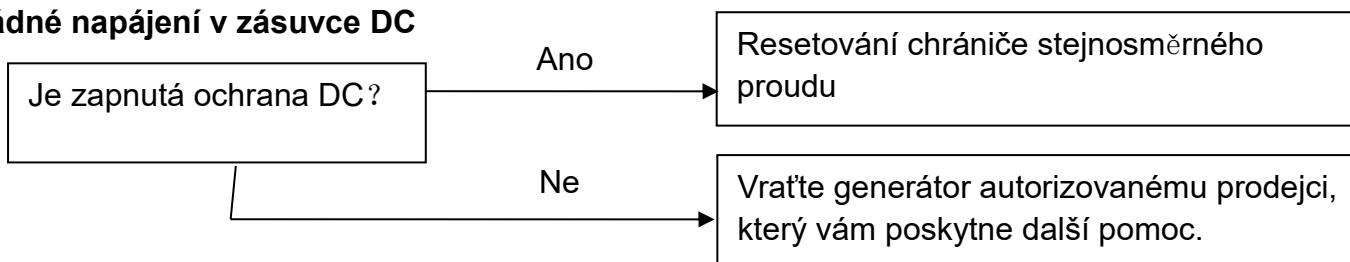 ádné napájení v zásuvce DC
Je zapnutá ochrana DC?
Ano
Resetování chrániče stejnosměrného
proudu
Ne
Vraťte generátor autorizovanému prodejci,
který vám poskytne další pomoc.